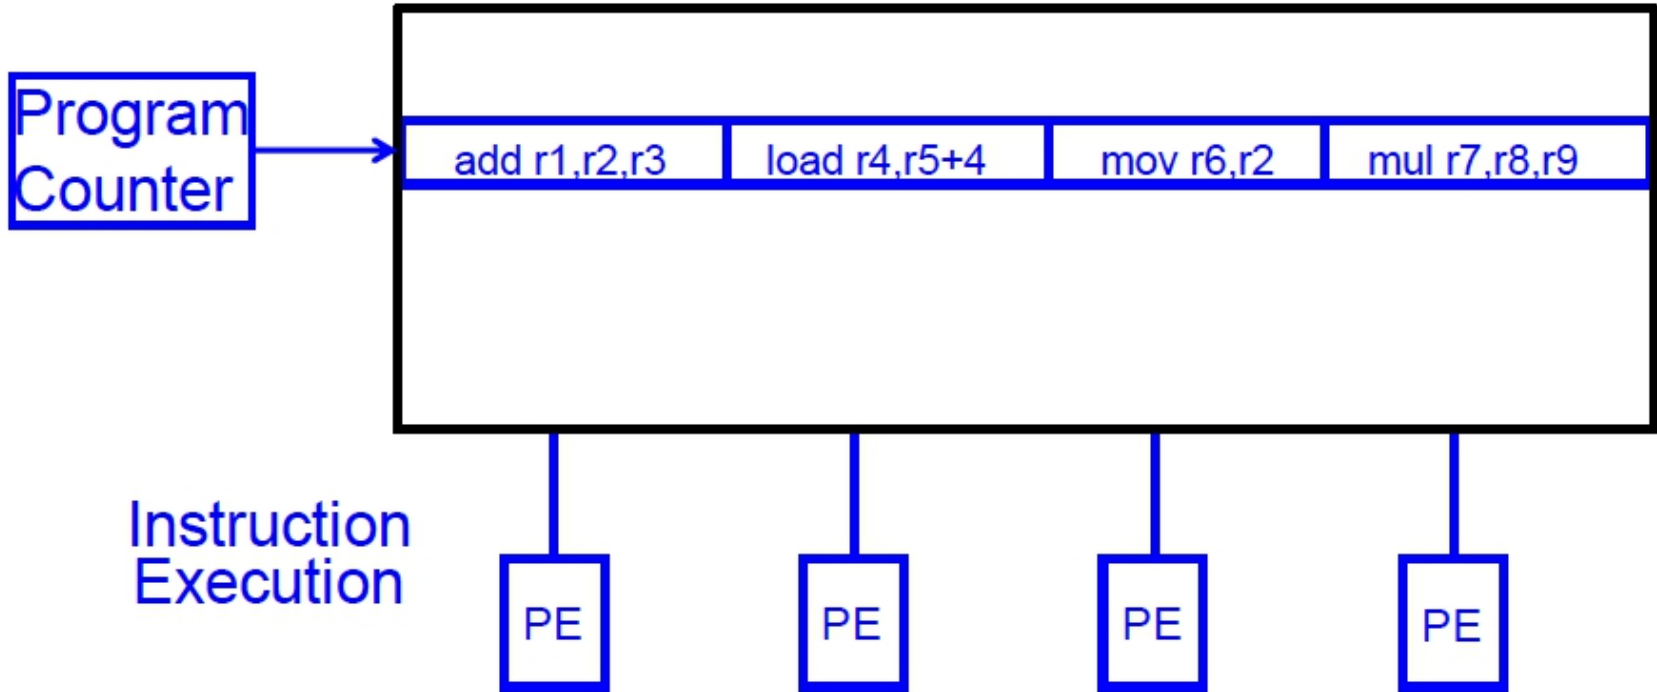 Program
Counter
add r1,r2,r3
load r4,r5+4
mov r6,r2
mul r7,r8,r9
Instruction
Execution
PE
PE
PE
PE